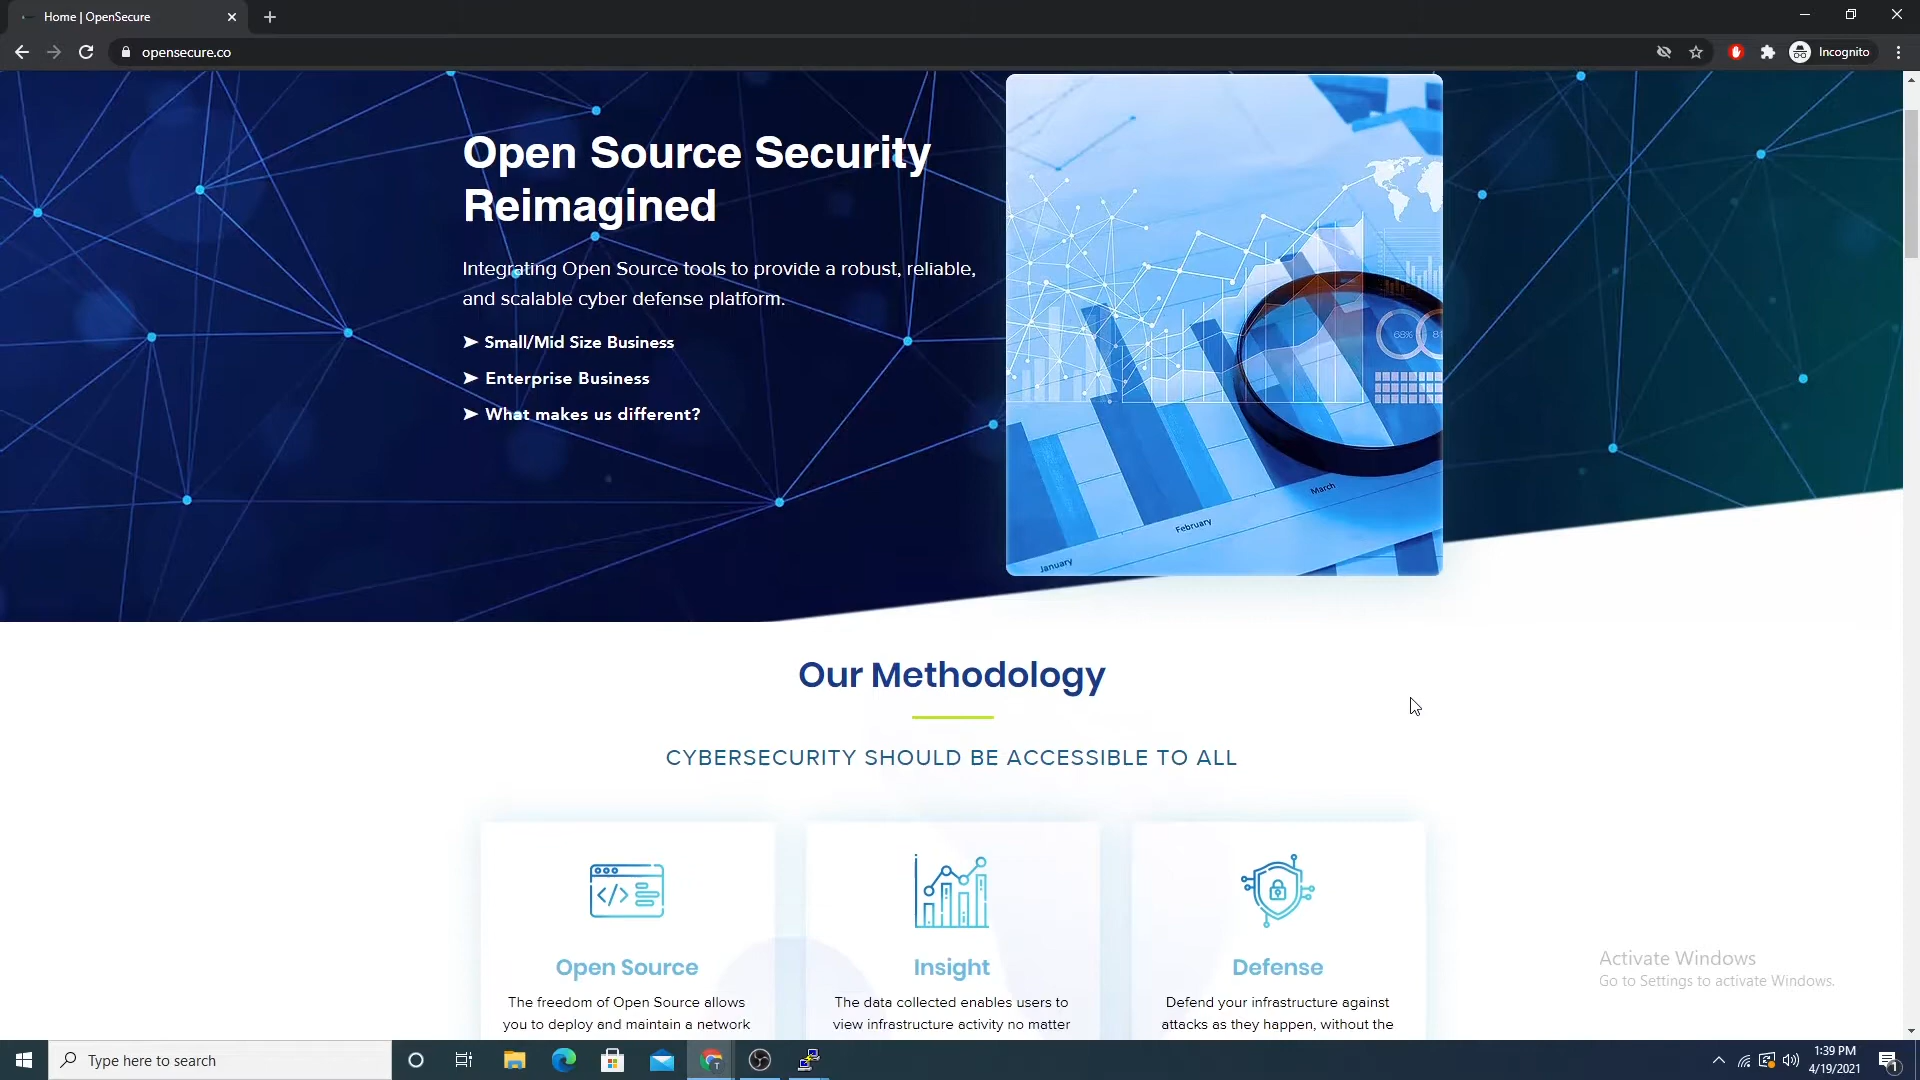 Home | OpenSecure
opensecure.co
Incognito
Open Source Security
Reimagined
Integrating Open Source tools to provide a robust, reliable,
and scalable cyber defense platform.
➤ Small/Mid Size Business
➤ Enterprise Business
➤ What makes us different?
68%
March
February
January
Our Methodology
CYBERSECURITY SHOULD BE ACCESSIBLE TO ALL
Open Source
Insight
Defense
The freedom of Open Source allows
you to deploy and maintain a network
The data collected enables users to
view infrastructure activity no matter
Defend your infrastructure against
attacks as they happen, without the
Activate Windows
Go to Settings to activate Windows.
Type here to search
1:39 PM
4/19/2021
1